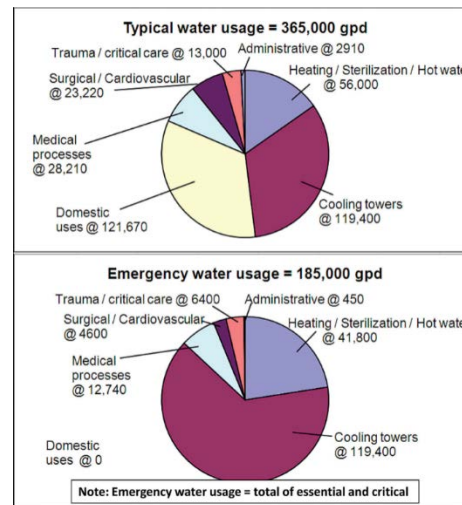 Typical water usage = 365,000 gpd
Trauma / critical care @ 13,000
Administrative @ 2910
Surgical / Cardiovascular
@ 23,220
Heating / Sterilization / Hot wate
@ 56,000
Medical
processes
@ 28,210
Domestic
uses @ 121,670
Cooling towers
@ 119,400
Emergency water usage = 185,000 gpd
Trauma / critical care @ 6400
Administrative @ 450
Surgical / Cardiovascular
@ 4600
Heating / Sterilization / Hot wate
@ 41,800
Medical
processes
@ 12,740
Domestic
uses @ 0
Cooling towers
@ 119,400
Note: Emergency water usage = total of essential and critical